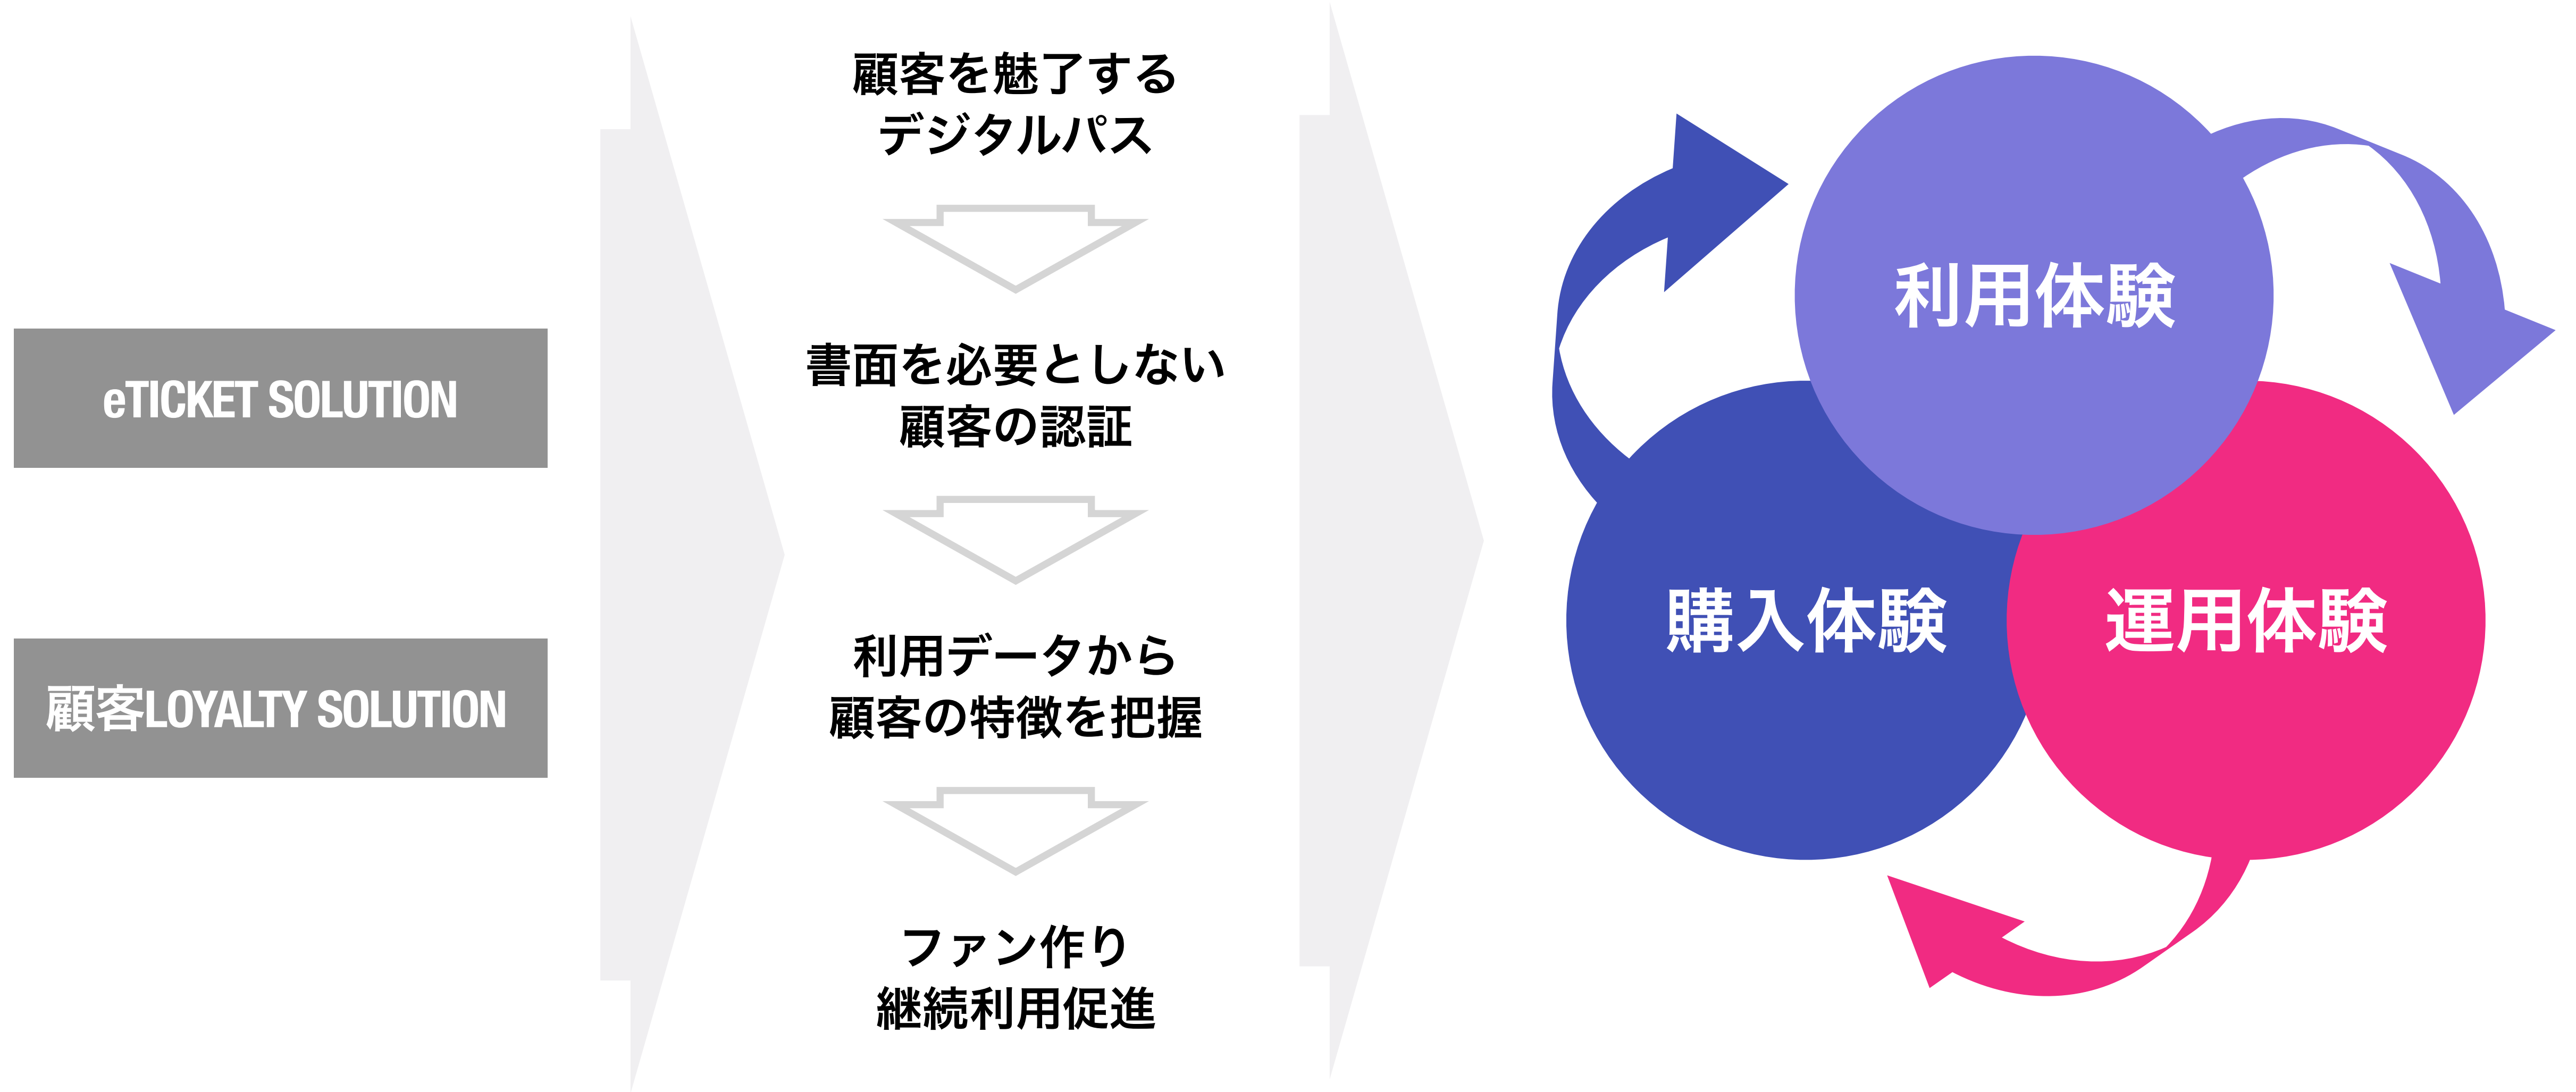 eTICKET SOLUTION
顧客LOYALTY SOLUTION
顧客を魅了する
デジタルパス
書面を必要としない
顧客の認証
利用データから
顧客の特徴を把握
ファン作り
継続利用促進
利用体験
購入体験
運用体験